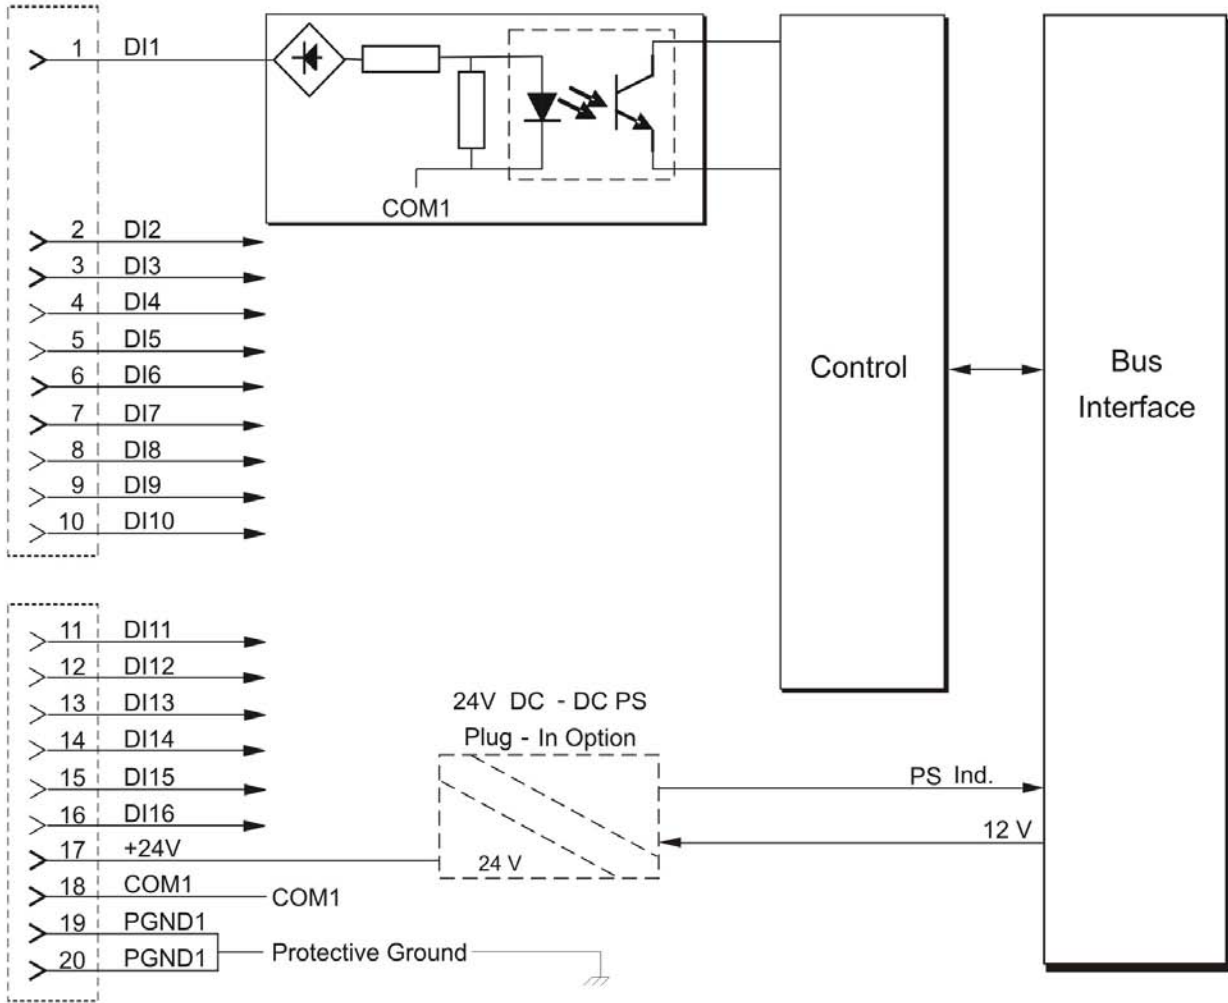 1 DI1
COM1
2 DI2
3 DI3
4 DI4
5 DI5
6 DI6
7 DI7
8 DI8
9 DI9
10 DI10
Control
Bus
Interface
11 DI11
12 DI12
13 DI13
14 DI14
15 DI15
16 DI16
17 +24V
18 COM1
COM1
19 PGND1
20 PGND1
Protective Ground
24V DC - DC PS
Plug - In Option
24 V
PS Ind.
12 V